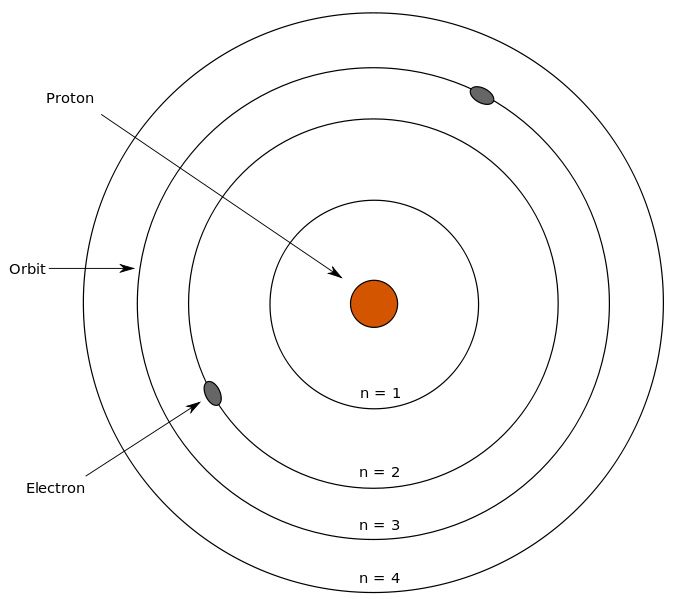 Proton
Orbit
Electron
n = 1
n = 2
n = 3
n = 4